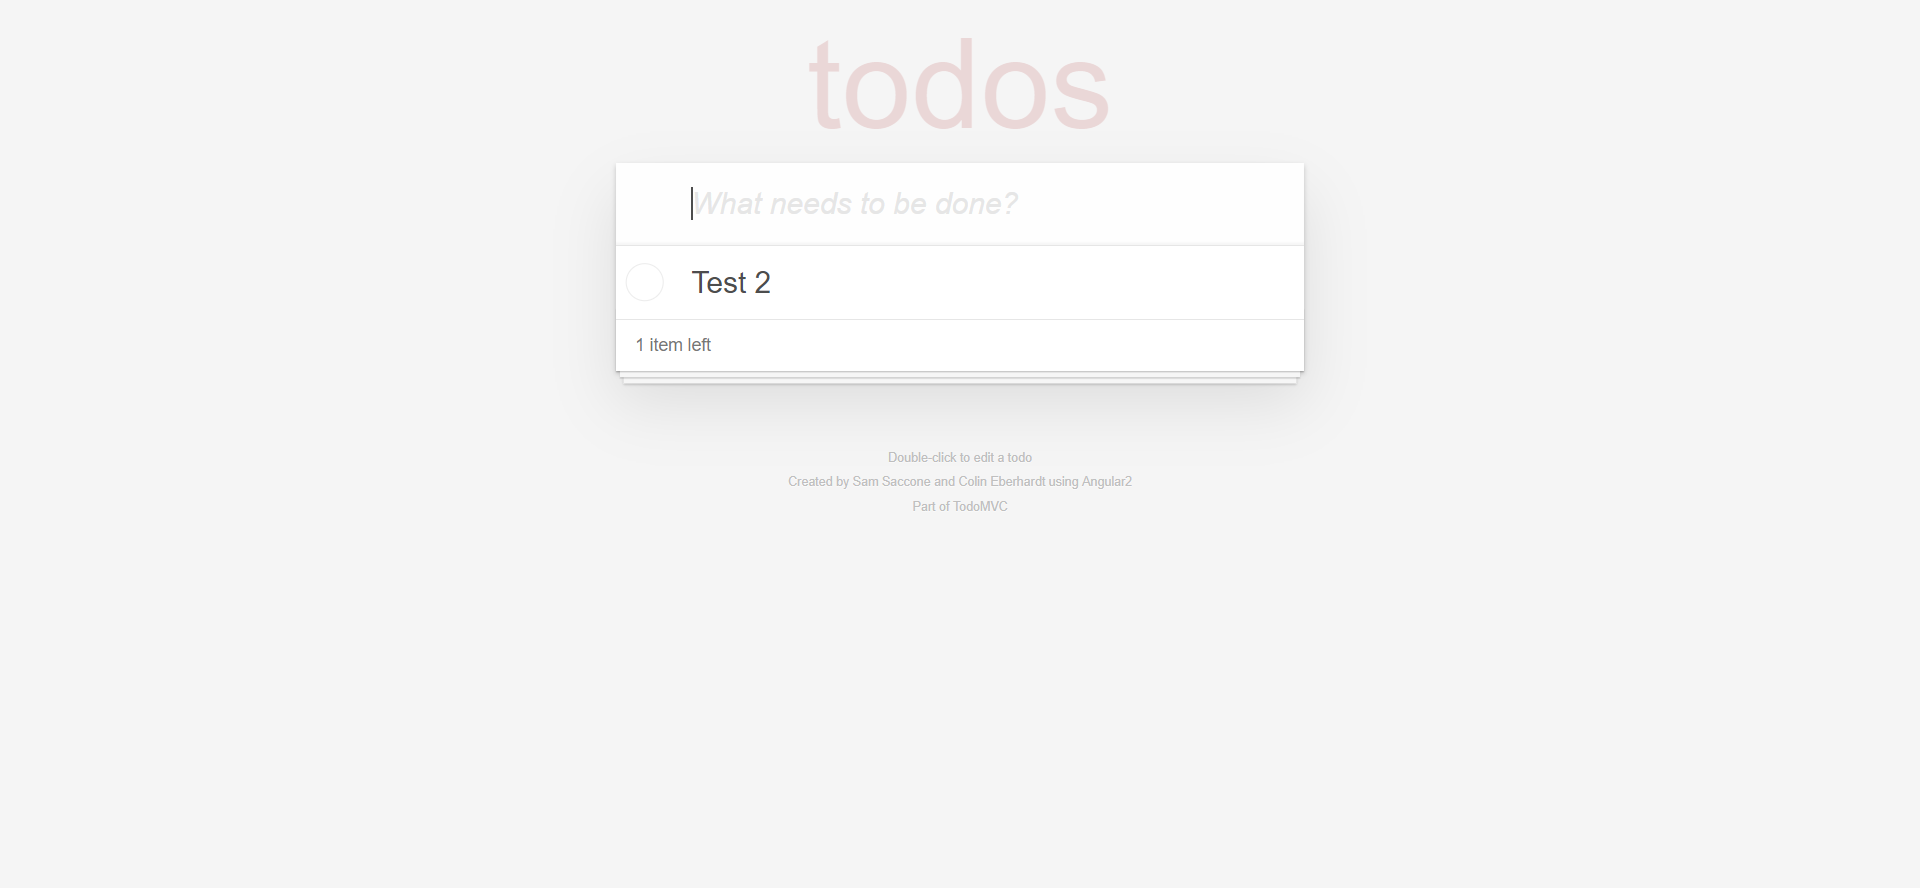 todos
What needs to be done?
Test 2
1 item left
Double-click to edit a todo
Created by Sam Saccone and Colin Eberhardt using Angular2
Part of TodoMVC